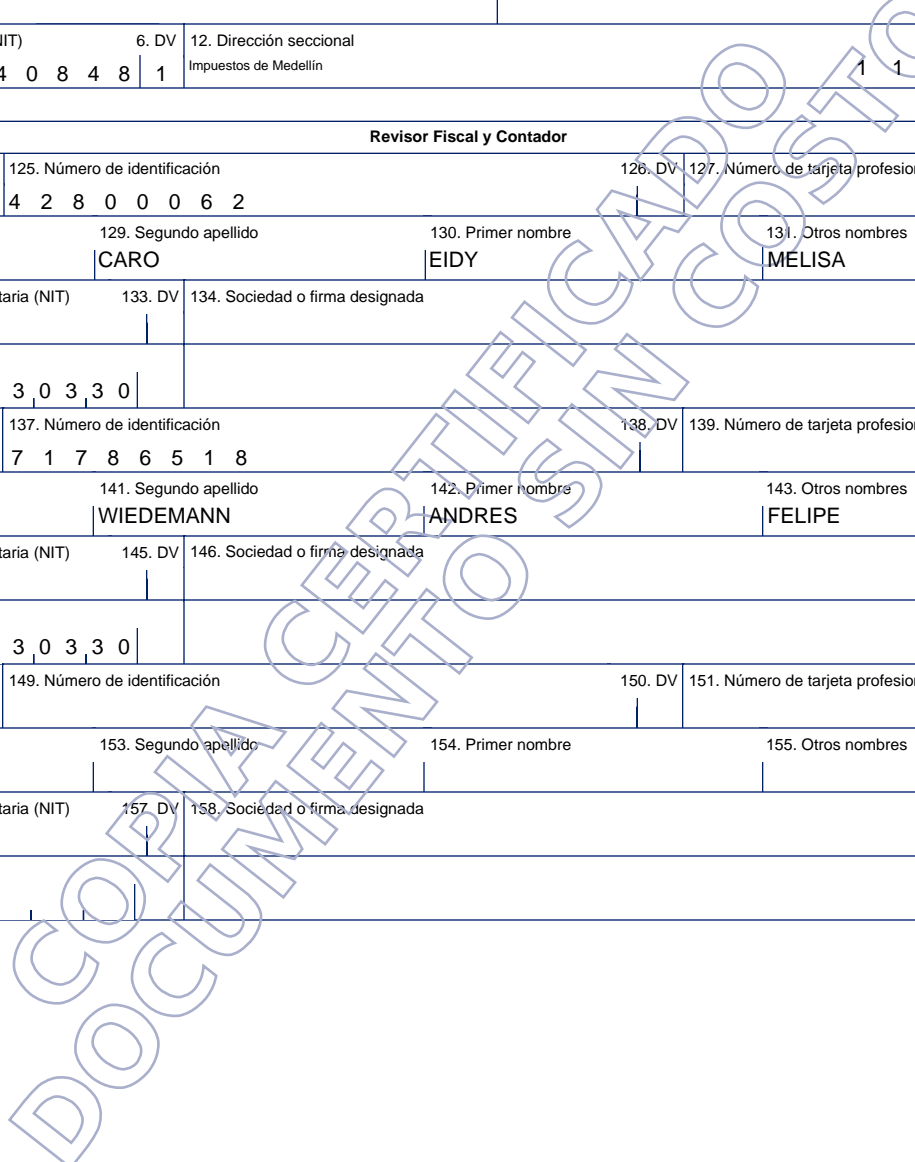 IIT) 6. DV 12. Dirección seccional
4 0 8 4 8 1 Impuestos de Medellín 1 1
Revisor Fiscal y Contador
125. Número de identificación 126. DV 127. Número de tarjeta profesion
4 2 8 0 0 0 6 2
129. Segundo apellido 130. Primer nombre 131. Otros nombres
CARO EIDY MELISA
taria (NIT) 133. DV 134. Sociedad o firma designada
3 0 3 3 0
137. Número de identificación 138. DV 139. Número de tarjeta profesion
7 1 7 8 6 5 1 8
141. Segundo apellido 142. Primer nombre 143. Otros nombres
WIEDEMANN ANDRES FELIPE
taria (NIT) 145. DV 146. Sociedad o firma designada
3 0 3 3 0
149. Número de identificación 150. DV 151. Número de tarjeta profesion
153. Segundo apellido 154. Primer nombre 155. Otros nombres
taria (NIT) 157. DV 158. Sociedad o firma designada
COPIA CERTIFICADO
DOCUMENTO SIN COSTO